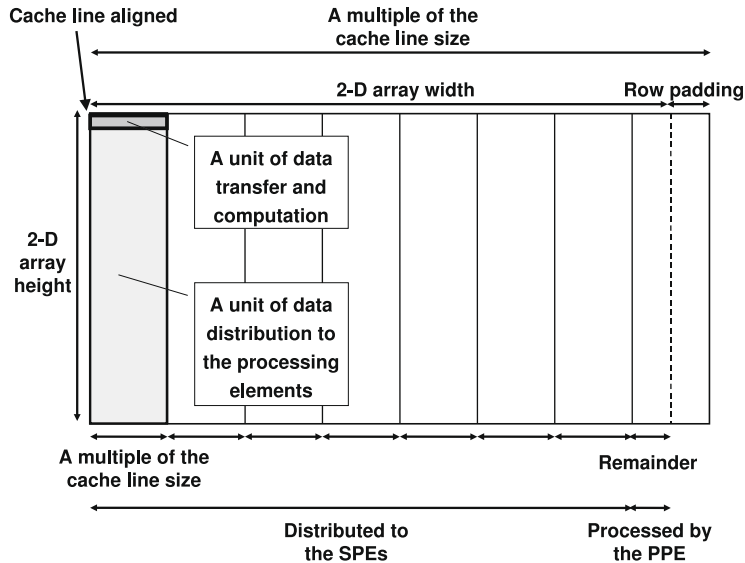 Cache line aligned
A multiple of the
cache line size
2-D array width
Row padding
A unit of data
transfer and
computation
2-D
array
height
A unit of data
distribution to
the processing
elements
A multiple of the
cache line size
Remainder
Distributed to
the SPEs
Processed by
the PPE